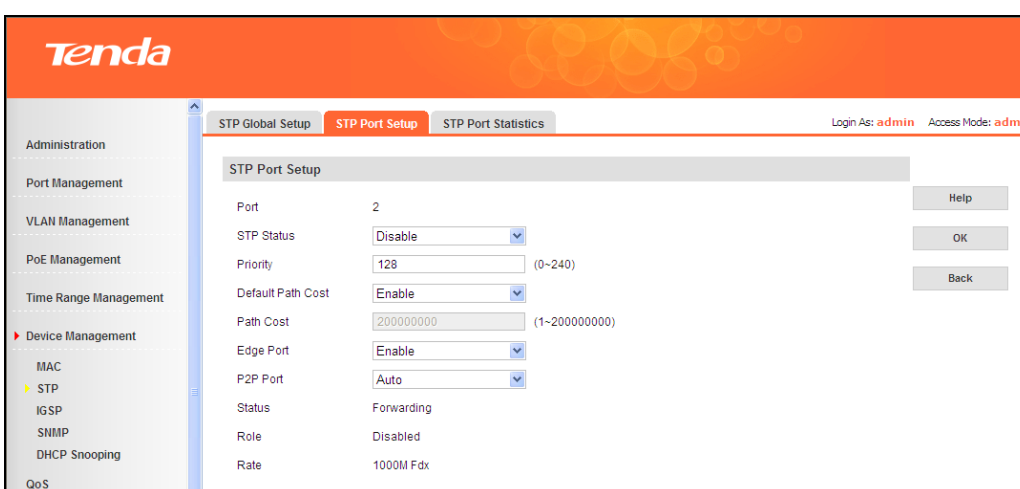 Tenda
STP Global Setup STP Port Setup STP Port Statistics Login As: admin Access Mode: adm
Administration
Port Management
VLAN Management
PoE Management
Time Range Management
Device Management
MAC
STP
IGSP
SNMP
DHCP Snooping
QoS
STP Port Setup
Port 2
STP Status Disable
Priority 128 (0~240)
Default Path Cost Enable
Path Cost 200000000 (1~200000000)
Edge Port Enable
P2P Port Auto
Status Forwarding
Role Disabled
Rate 1000M Fdx
Help
OK
Back